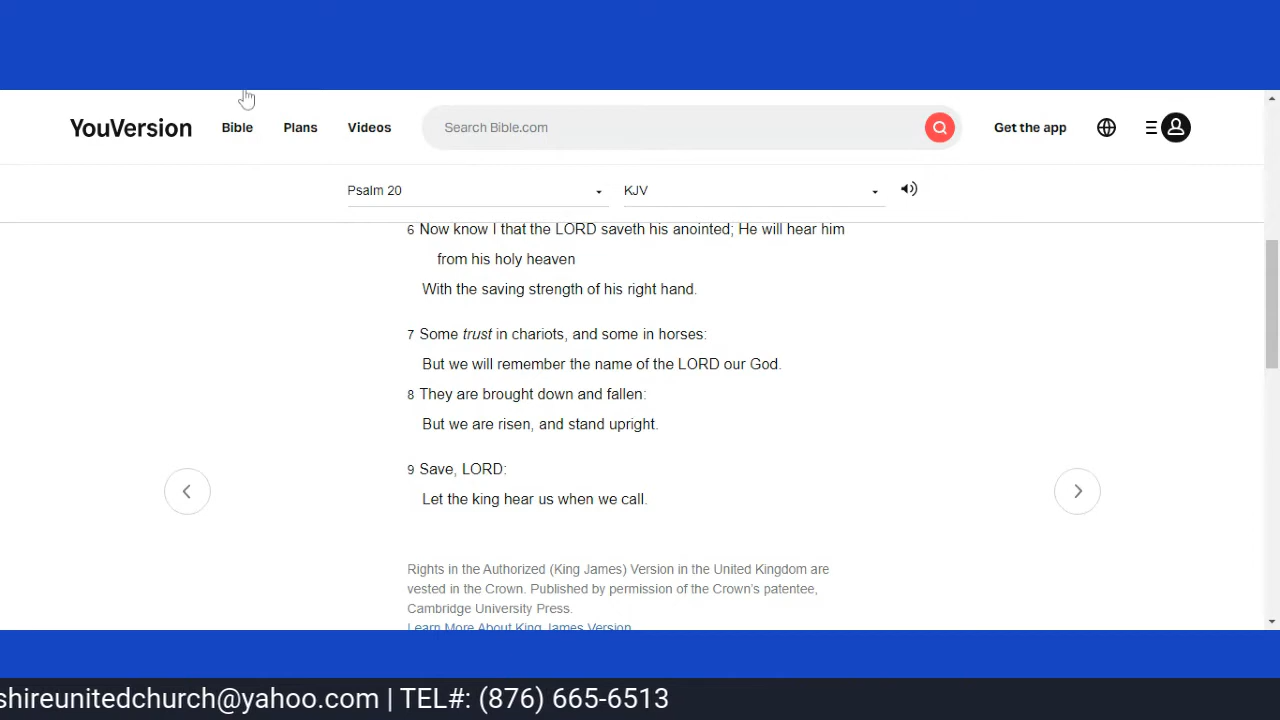 YouVersion Bible Plans Videos Search Bible.com Get the app
Psalm 20 KJV
6 Now know I that the LORD saveth his anointed; He will hear him
from his holy heaven
With the saving strength of his right hand.
7 Some trust in chariots, and some in horses:
But we will remember the name of the LORD our God.
8 They are brought down and fallen:
But we are risen, and stand upright.
9 Save, LORD:
Let the king hear us when we call.
Rights in the Authorized (King James) Version in the United Kingdom are
vested in the Crown. Published by permission of the Crown’s patentee,
Cambridge University Press.
Learn More About King James Version
shireunitedchurch@yahoo.com | TEL#: (876) 665-6513